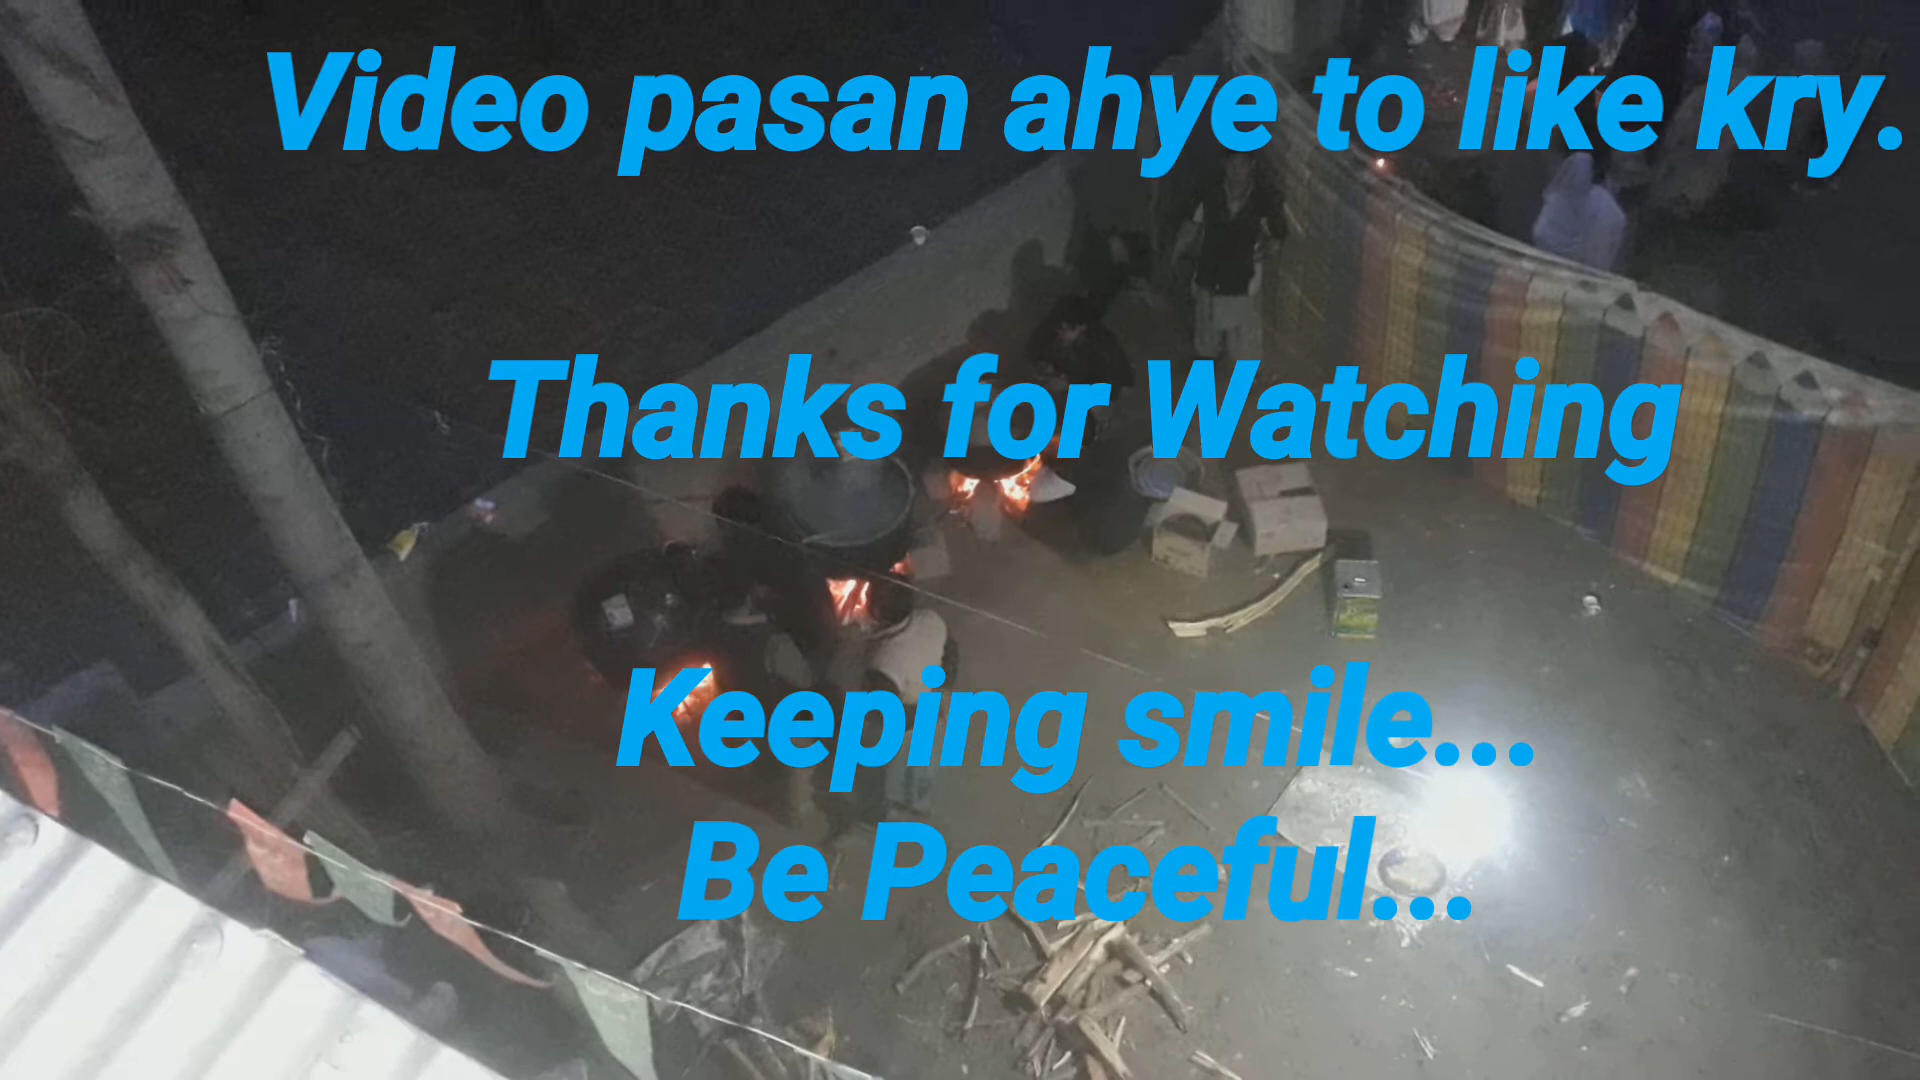 Video pasan ahye to like kry.
Thanks for Watching
Keeping smile...
Be Peaceful...